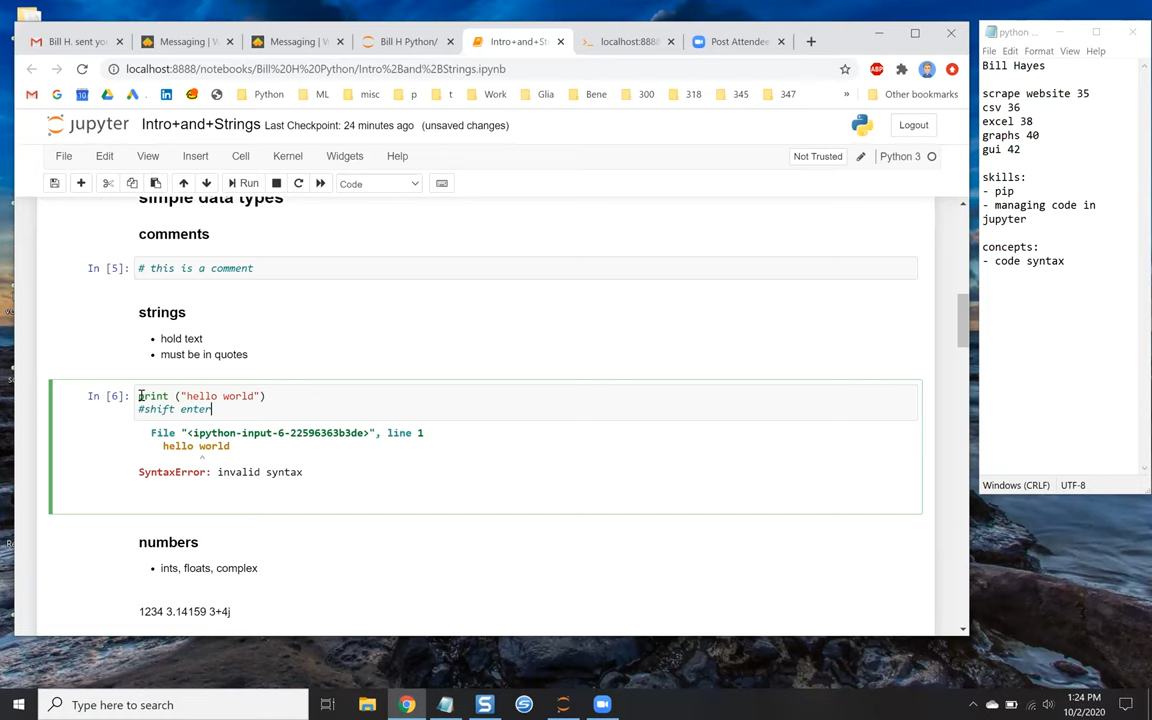 Bill H. sent you
Messaging | W
Messaging | W
Bill H Python/
Intro+and+Str
localhost:8888
Post Attendee
localhost:8888/notebooks/Bill%20H%20Python/Intro%2Band%2BStrings.ipynb
ABP
Python
ML
misc
p
t
Work
Glia
Bene
300
318
345
347
»
Other bookmarks
jupyter
Intro+and+Strings Last Checkpoint: 24 minutes ago (unsaved changes)
Logout
File
Edit
View
Insert
Cell
Kernel
Widgets
Help
Not Trusted
Python 3
Run
Code
simple data types
comments
In [5]: # this is a comment
strings
• hold text
• must be in quotes
In [6]: print ("hello world")
#shift enter
File "<ipython-input-6-22596363b3de>", line 1
hello world
^
SyntaxError: invalid syntax
numbers
• ints, floats, complex
1234 3.14159 3+4j
python ...
File Edit Format View Help
Bill Hayes
scrape website 35
csv 36
excel 38
graphs 40
gui 42
skills:
- pip
- managing code in
jupyter
concepts:
- code syntax
Windows (CRLF)
UTF-8
Type here to search
1:24 PM
10/2/2020